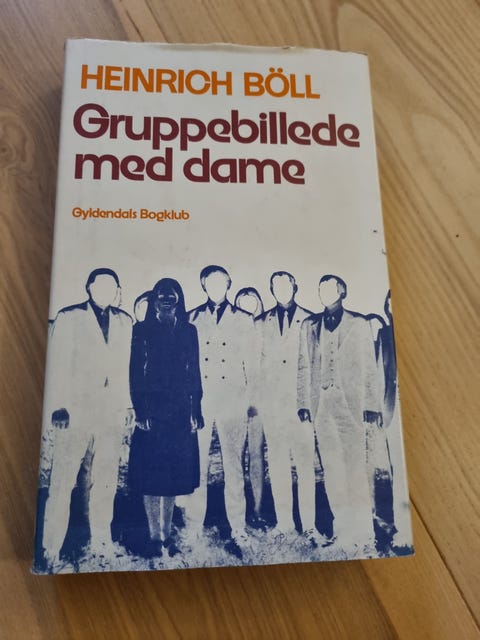 HEINRICH BÖLL
Gruppebillede
med dame
Gyldendals Bogklub